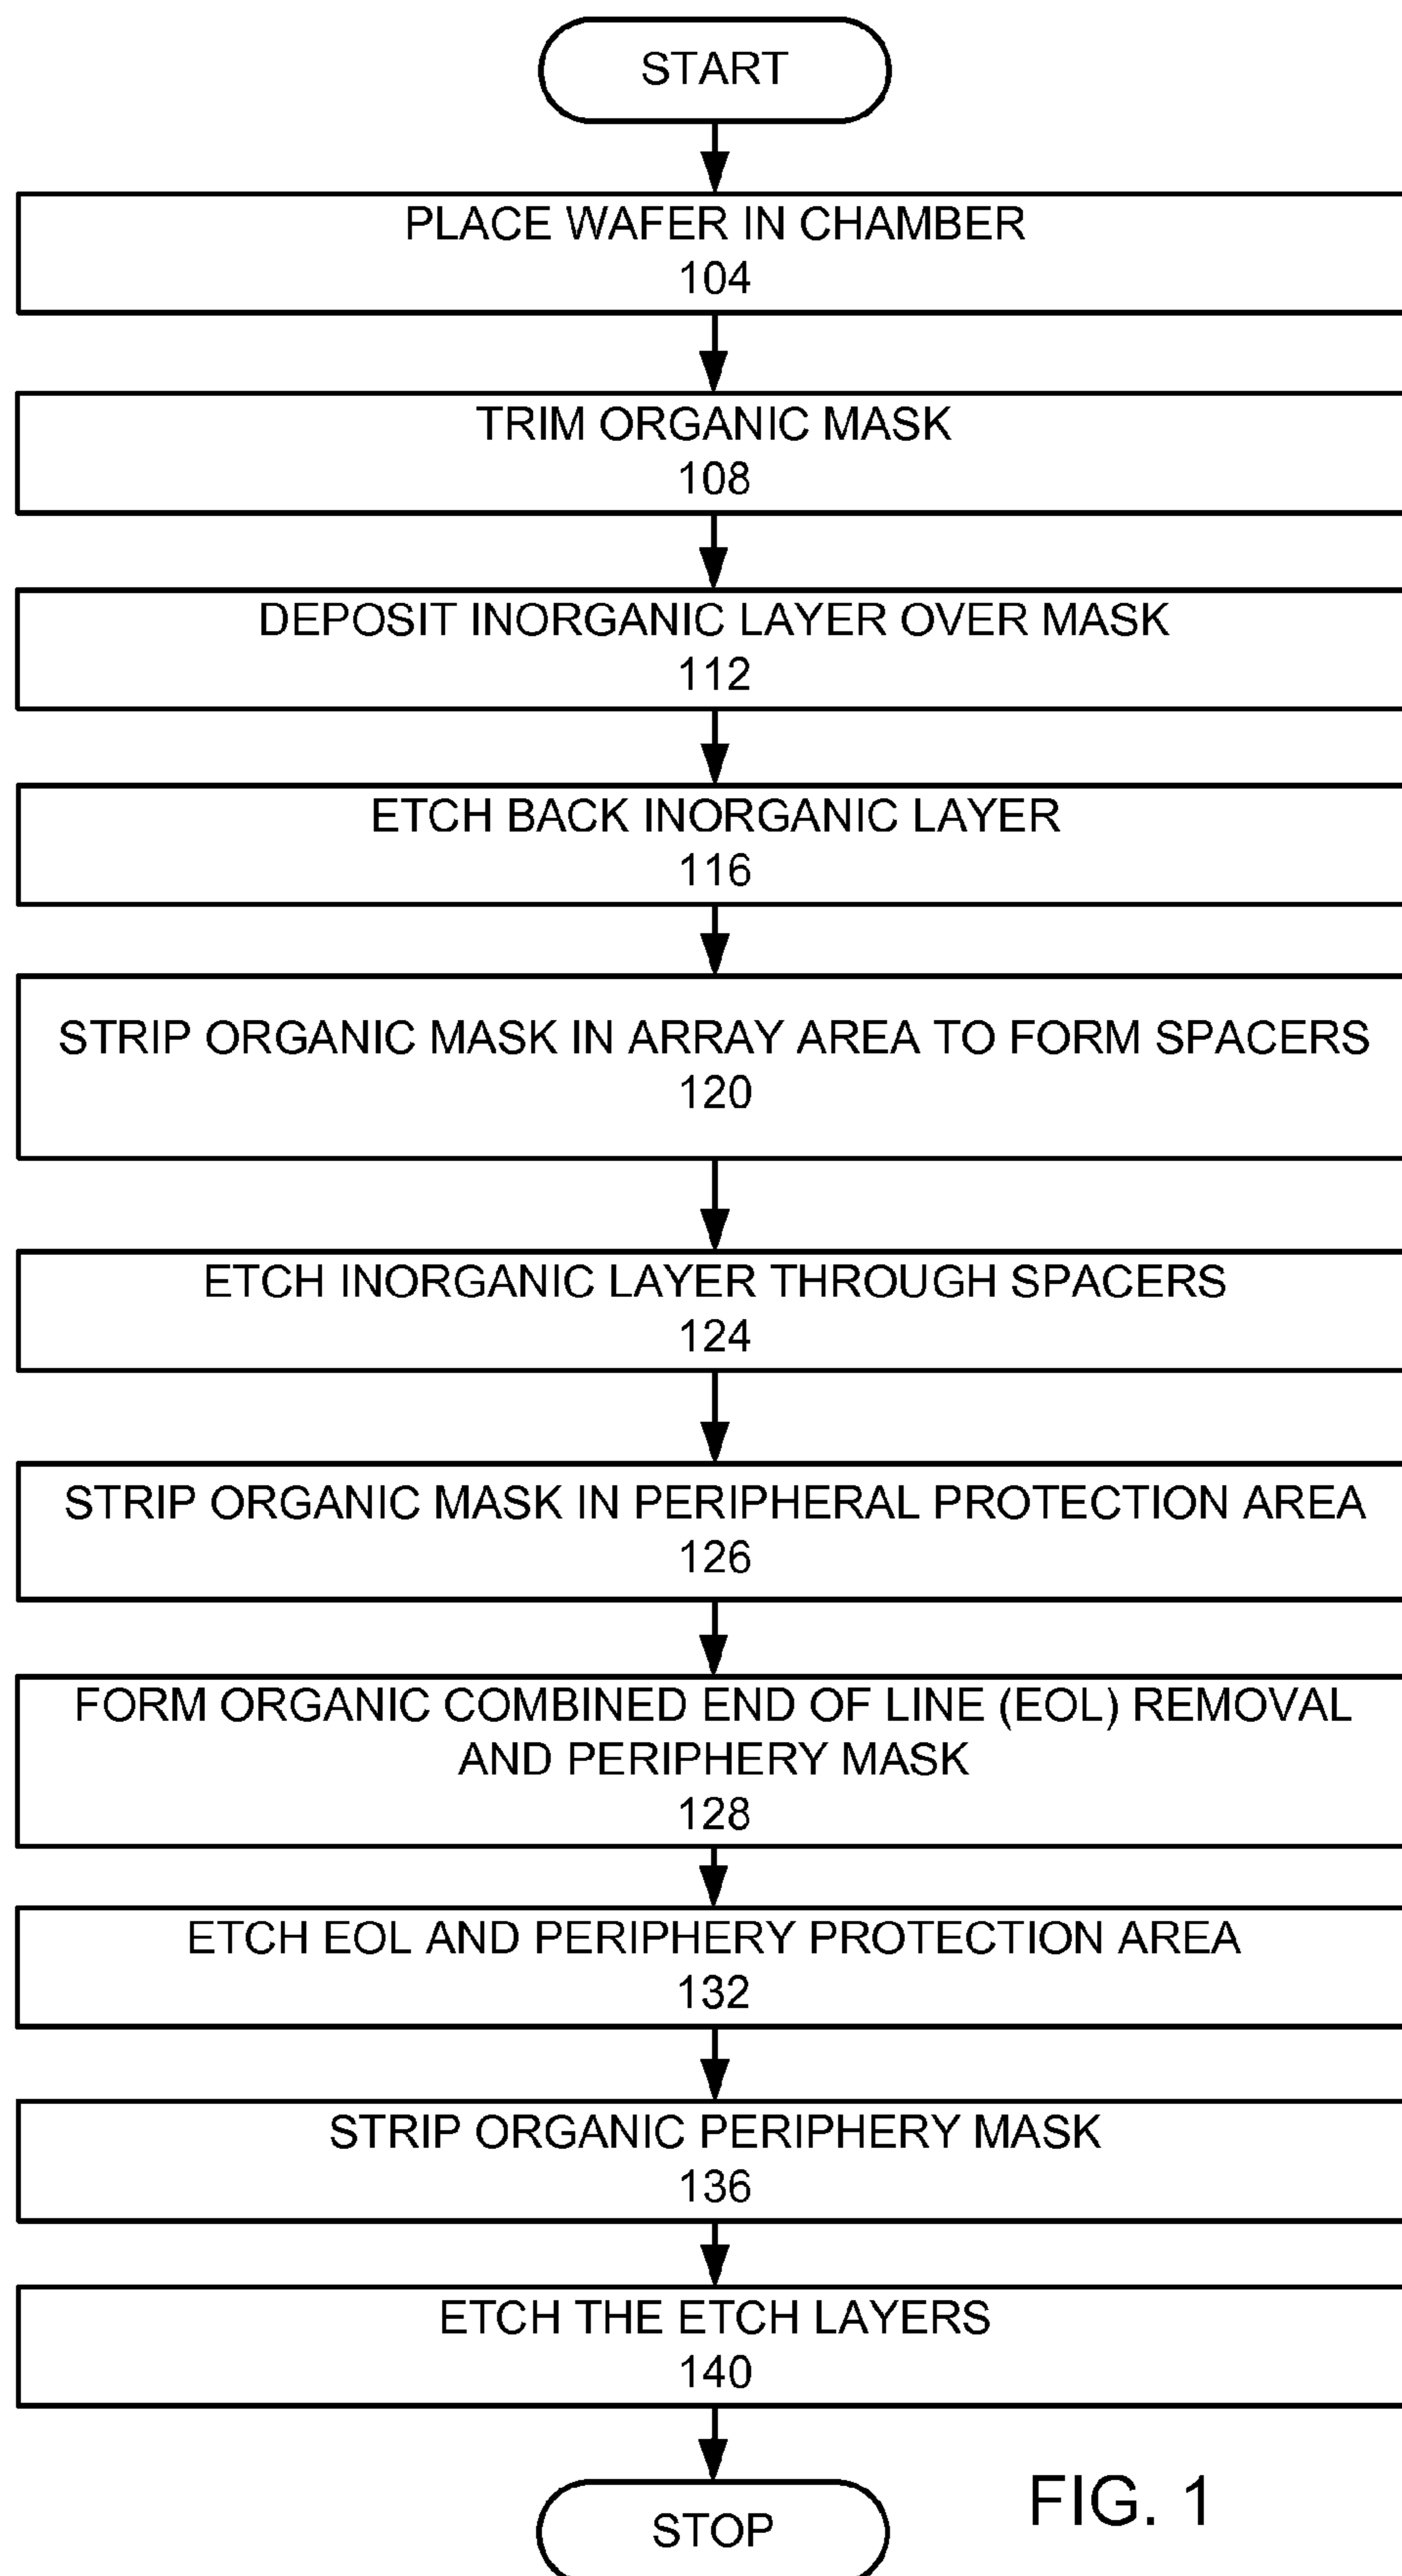 START
PLACE WAFER IN CHAMBER
104
TRIM ORGANIC MASK
108
DEPOSIT INORGANIC LAYER OVER MASK
112
ETCH BACK INORGANIC LAYER
116
STRIP ORGANIC MASK IN ARRAY AREA TO FORM SPACERS
120
ETCH INORGANIC LAYER THROUGH SPACERS
124
STRIP ORGANIC MASK IN PERIPHERAL PROTECTION AREA
126
FORM ORGANIC COMBINED END OF LINE (EOL) REMOVAL
AND PERIPHERY MASK
128
ETCH EOL AND PERIPHERY PROTECTION AREA
132
STRIP ORGANIC PERIPHERY MASK
136
ETCH THE ETCH LAYERS
140
STOP
FIG. 1